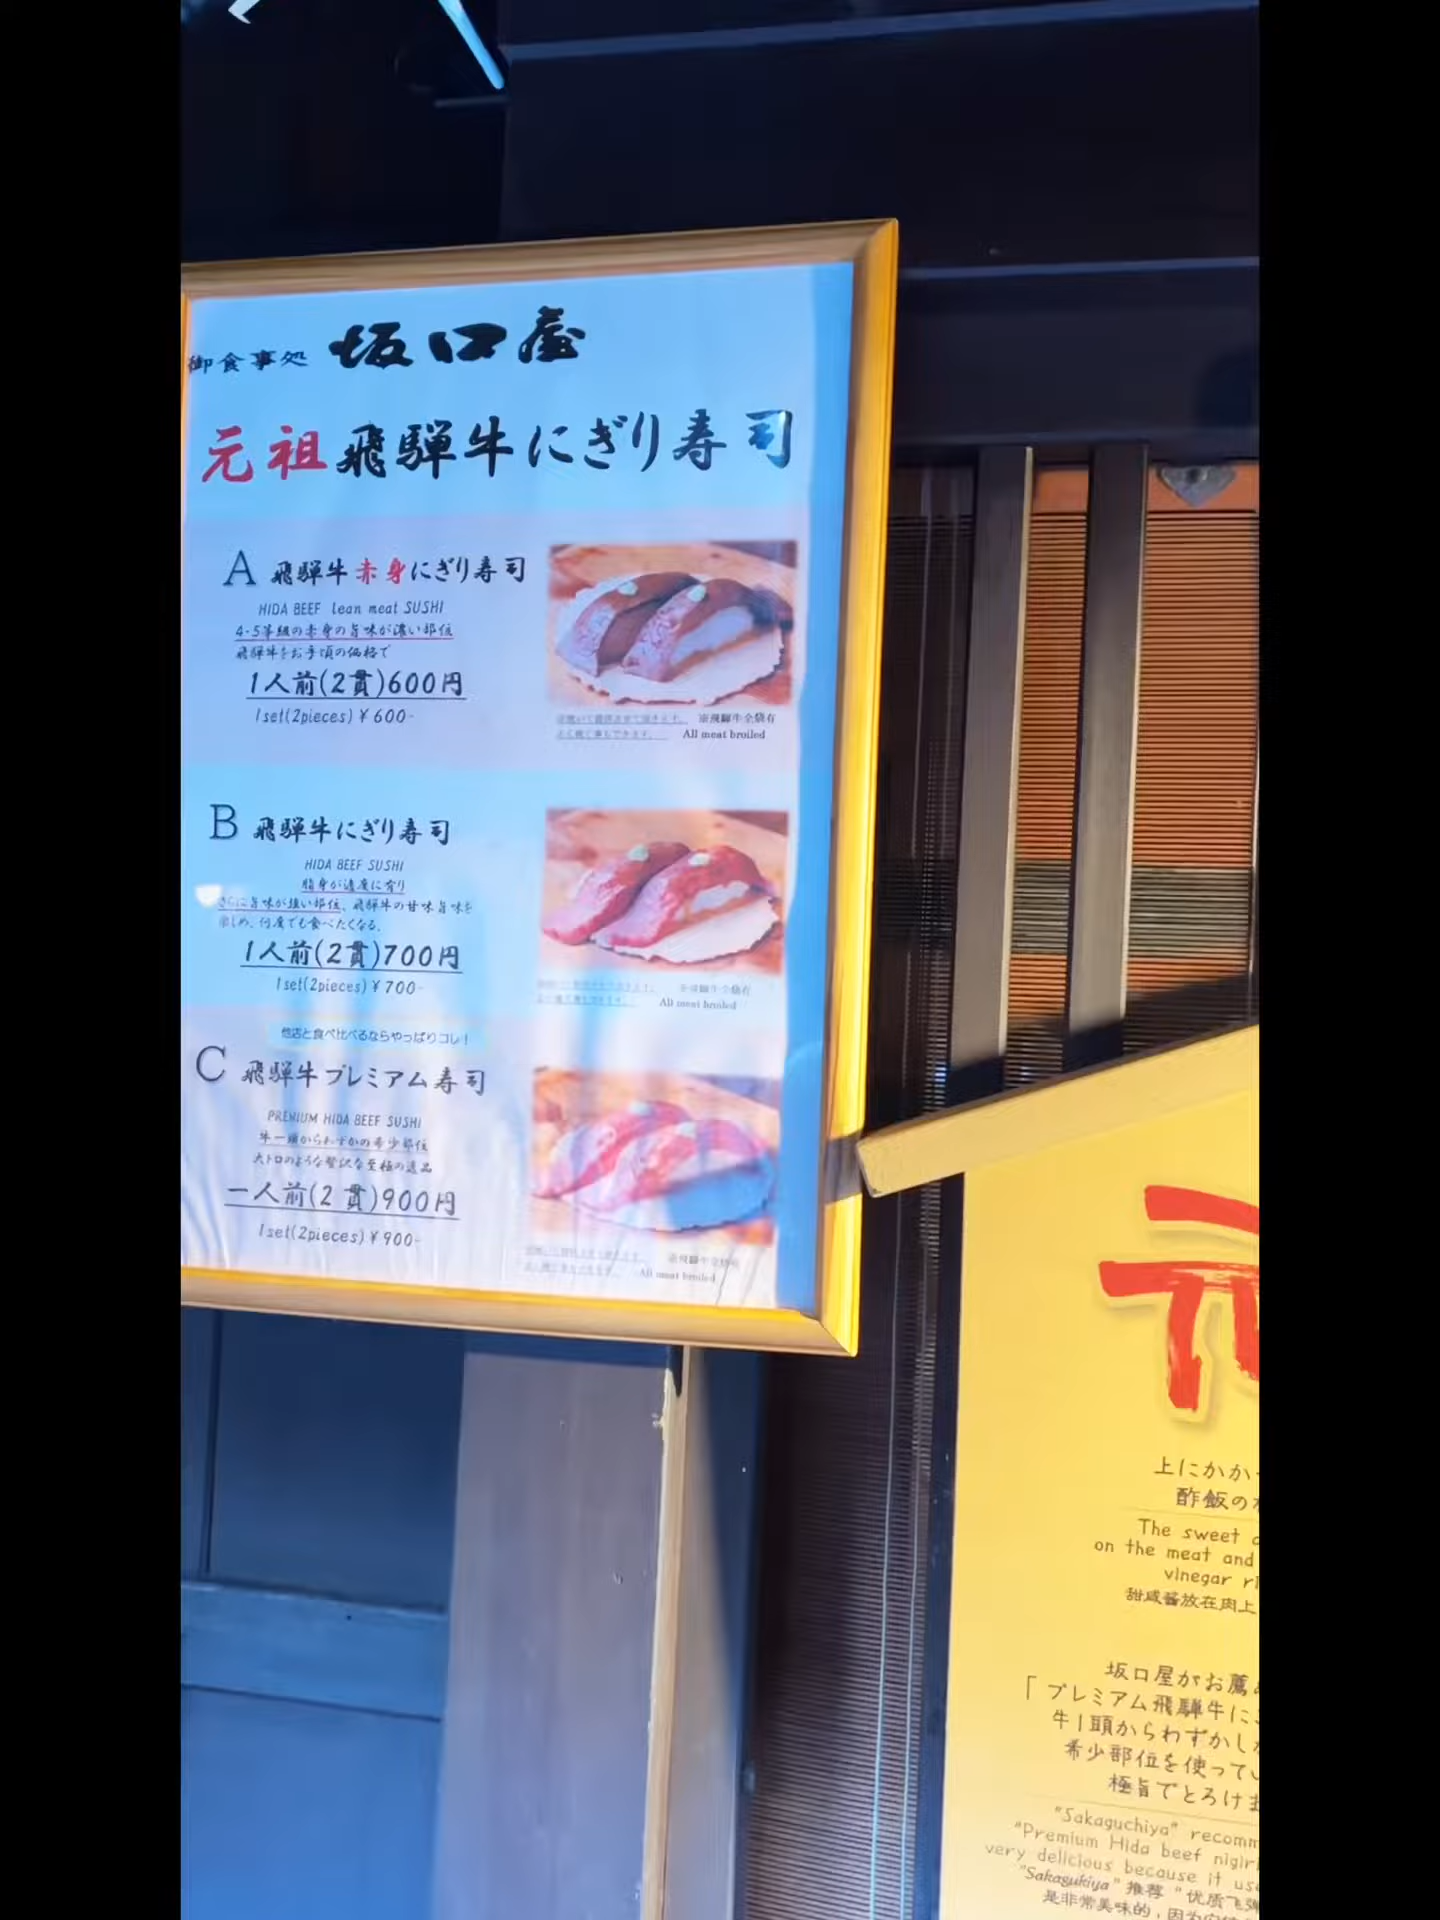 御食事処 坂口屋
元祖飛騨牛にぎり寿司
A 飛騨牛赤身にぎり寿司
HIDA BEEF lean meat SUSHI
4-5等級の赤身の旨味が濃い部位
飛騨牛をお手頃の価格で
1人前(2貫)600円
1set(2pieces)¥600-
All meat broiled
B 飛騨牛にぎり寿司
HIDA BEEF SUSHI
脂身が適度に有り
さらに旨味が強い部位、飛騨牛の甘味旨味を
楽しめ、何度でも食べたくなる。
1人前(2貫)700円
1set(2pieces)¥700-
All meat broiled
他店と食べ比べるならやっぱりコレ!
C 飛騨牛プレミアム寿司
PREMIUM HIDA BEEF SUSHI
牛一頭からわずかの希少部位
大トロのような贅沢な至極の逸品
一人前(2貫)900円
1set(2pieces)¥900-
All meat broiled
元
上にかか
酢飯の
The sweet
on the meat and
vinegar
甜咸酱放在肉上
坂口屋がお薦
「プレミアム飛騨牛に
牛1頭からわずかし
希少部位を使ってい
極旨でとろけ
"Sakaguchiya" recomm
"Premium Hida beef nigiri
very delicious because it us
"Sakagukiya" 推荐 "优质飞弹
是非常美味的,因为